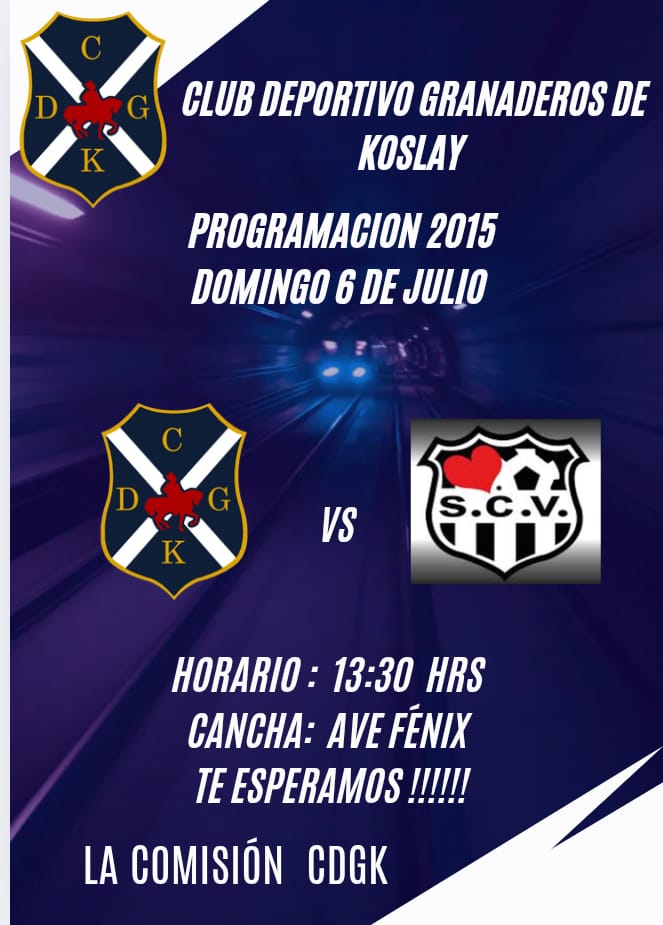 C
D G
K
CLUB DEPORTIVO GRANADEROS DE
KOSLAY
PROGRAMACION 2015
DOMINGO 6 DE JULIO
C
D G
K
VS
S.C.V.
HORARIO : 13:30 HRS
CANCHA: AVE FÉNIX
TE ESPERAMOS !!!!!!
LA COMISIÓN CDGK